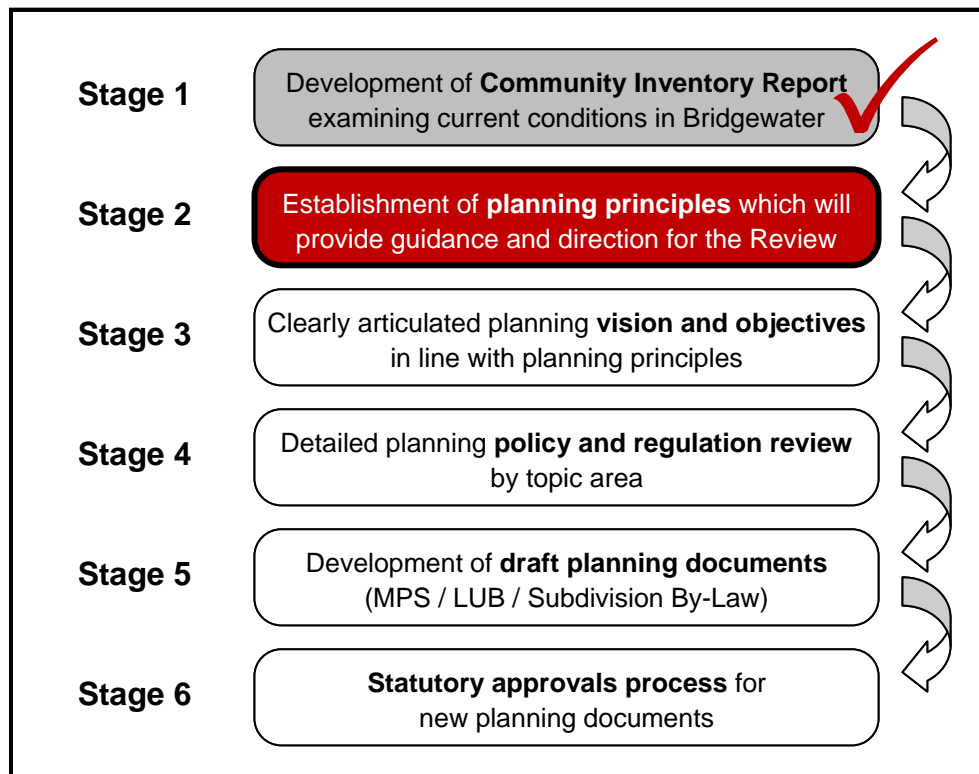 Stage 1
Development of Community Inventory Report
examining current conditions in Bridgewater
Stage 2
Establishment of planning principles which will
provide guidance and direction for the Review
Stage 3
Clearly articulated planning vision and objectives
in line with planning principles
Stage 4
Detailed planning policy and regulation review
by topic area
Stage 5
Development of draft planning documents
(MPS / LUB / Subdivision By-Law)
Stage 6
Statutory approvals process for
new planning documents